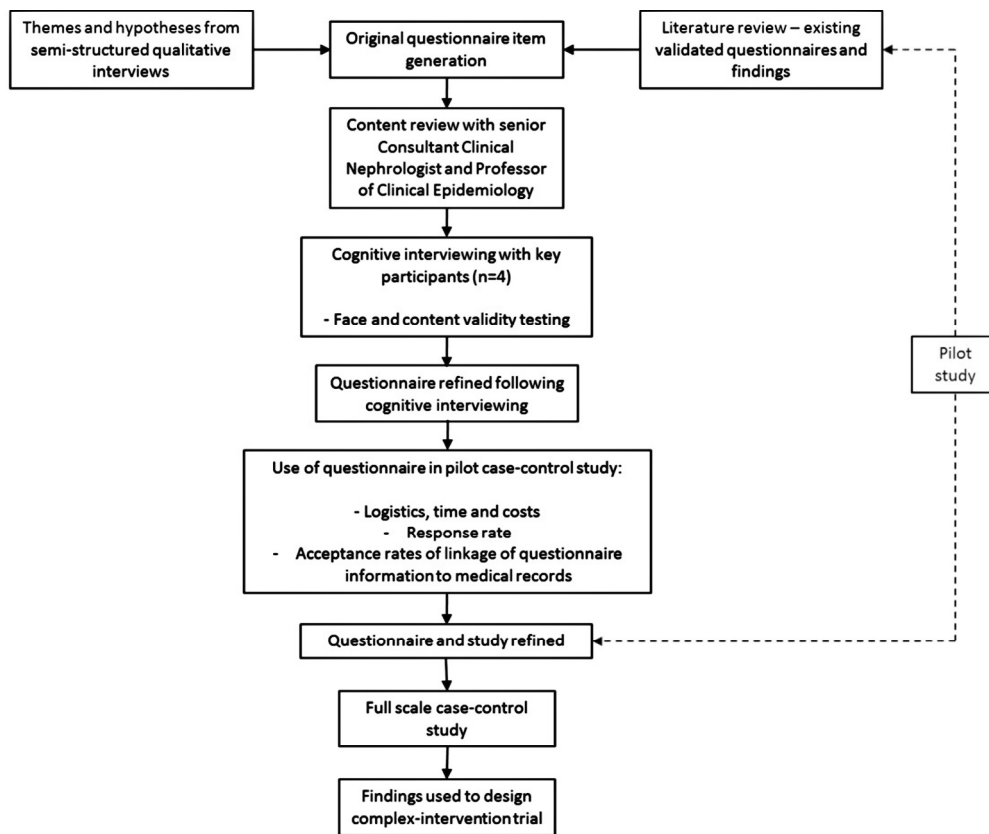 Themes and hypotheses from
semi-structured qualitative
interviews
Original questionnaire item
generation
Literature review – existing
validated questionnaires and
findings
Content review with senior
Consultant Clinical
Nephrologist and Professor
of Clinical Epidemiology
Cognitive interviewing with key
participants (n=4)
- Face and content validity testing
Pilot
study
Questionnaire refined following
cognitive interviewing
Use of questionnaire in pilot case-control study:
- Logistics, time and costs
- Response rate
- Acceptance rates of linkage of questionnaire
information to medical records
Questionnaire and study refined
Full scale case-control
study
Findings used to design
complex-intervention trial